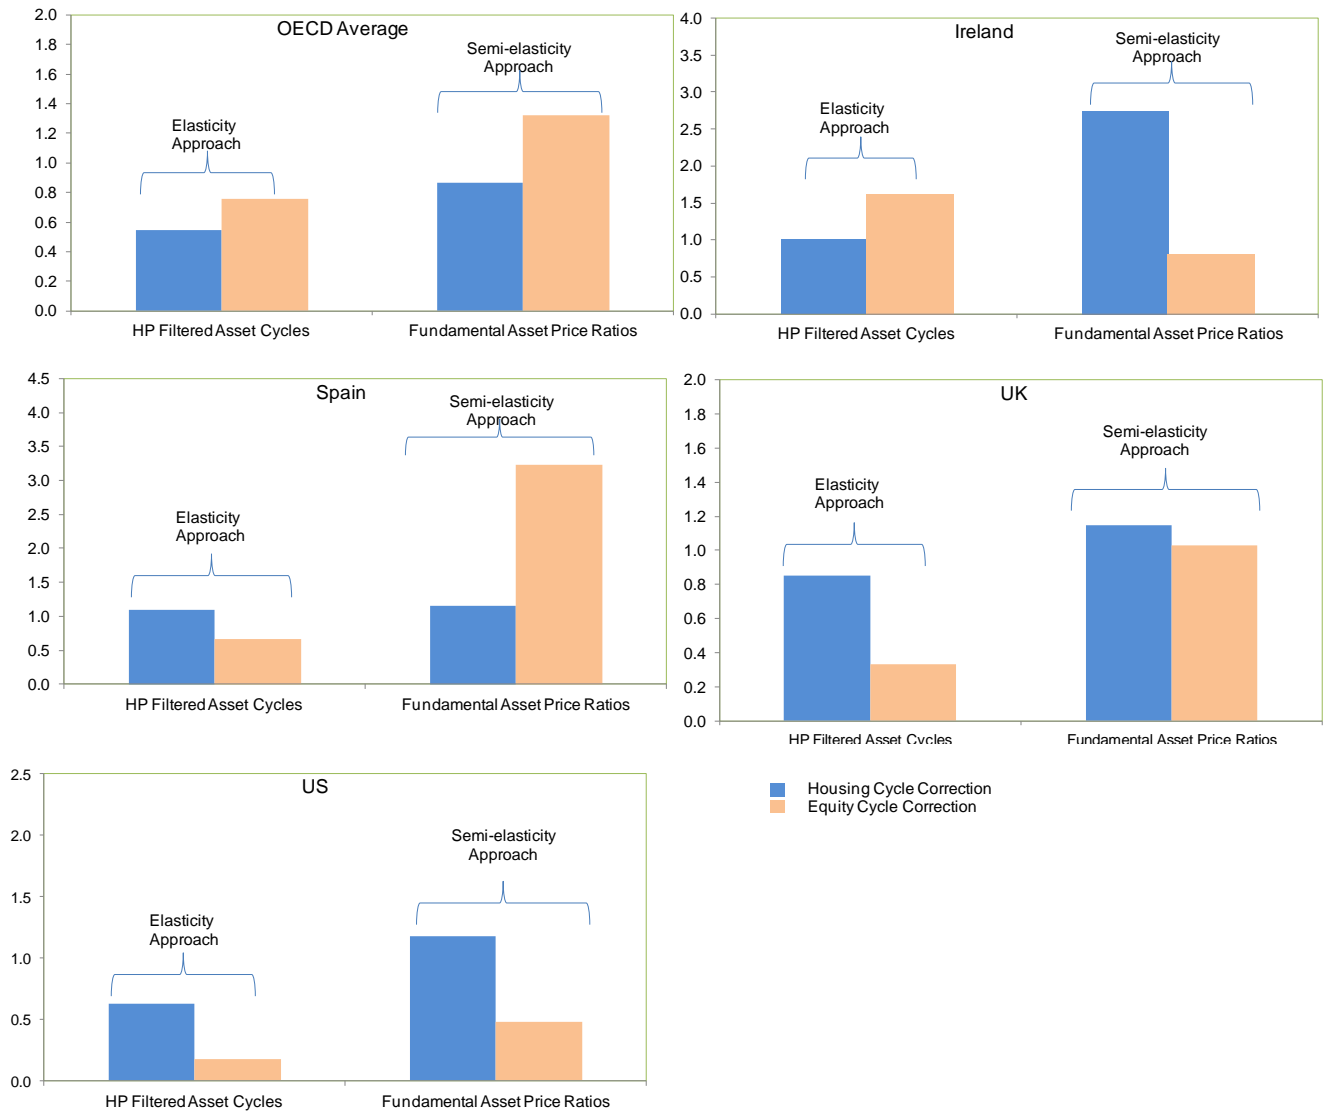 OECD Average
2.0
1.8
1.6
1.4
1.2
1.0
0.8
0.6
0.4
0.2
0.0
Elasticity
Approach
Semi-elasticity
Approach
HP Filtered Asset Cycles
Fundamental Asset Price Ratios
Ireland
4.0
3.5
3.0
2.5
2.0
1.5
1.0
0.5
0.0
Elasticity
Approach
Semi-elasticity
Approach
HP Filtered Asset Cycles
Fundamental Asset Price Ratios
Spain
4.5
4.0
3.5
3.0
2.5
2.0
1.5
1.0
0.5
0.0
Elasticity
Approach
Semi-elasticity
Approach
HP Filtered Asset Cycles
Fundamental Asset Price Ratios
UK
2.0
1.8
1.6
1.4
1.2
1.0
0.8
0.6
0.4
0.2
0.0
Elasticity
Approach
Semi-elasticity
Approach
HP Filtered Asset Cycles
Fundamental Asset Price Ratios
US
2.5
2.0
1.5
1.0
0.5
0.0
Elasticity
Approach
Semi-elasticity
Approach
HP Filtered Asset Cycles
Fundamental Asset Price Ratios
Housing Cycle Correction
Equity Cycle Correction